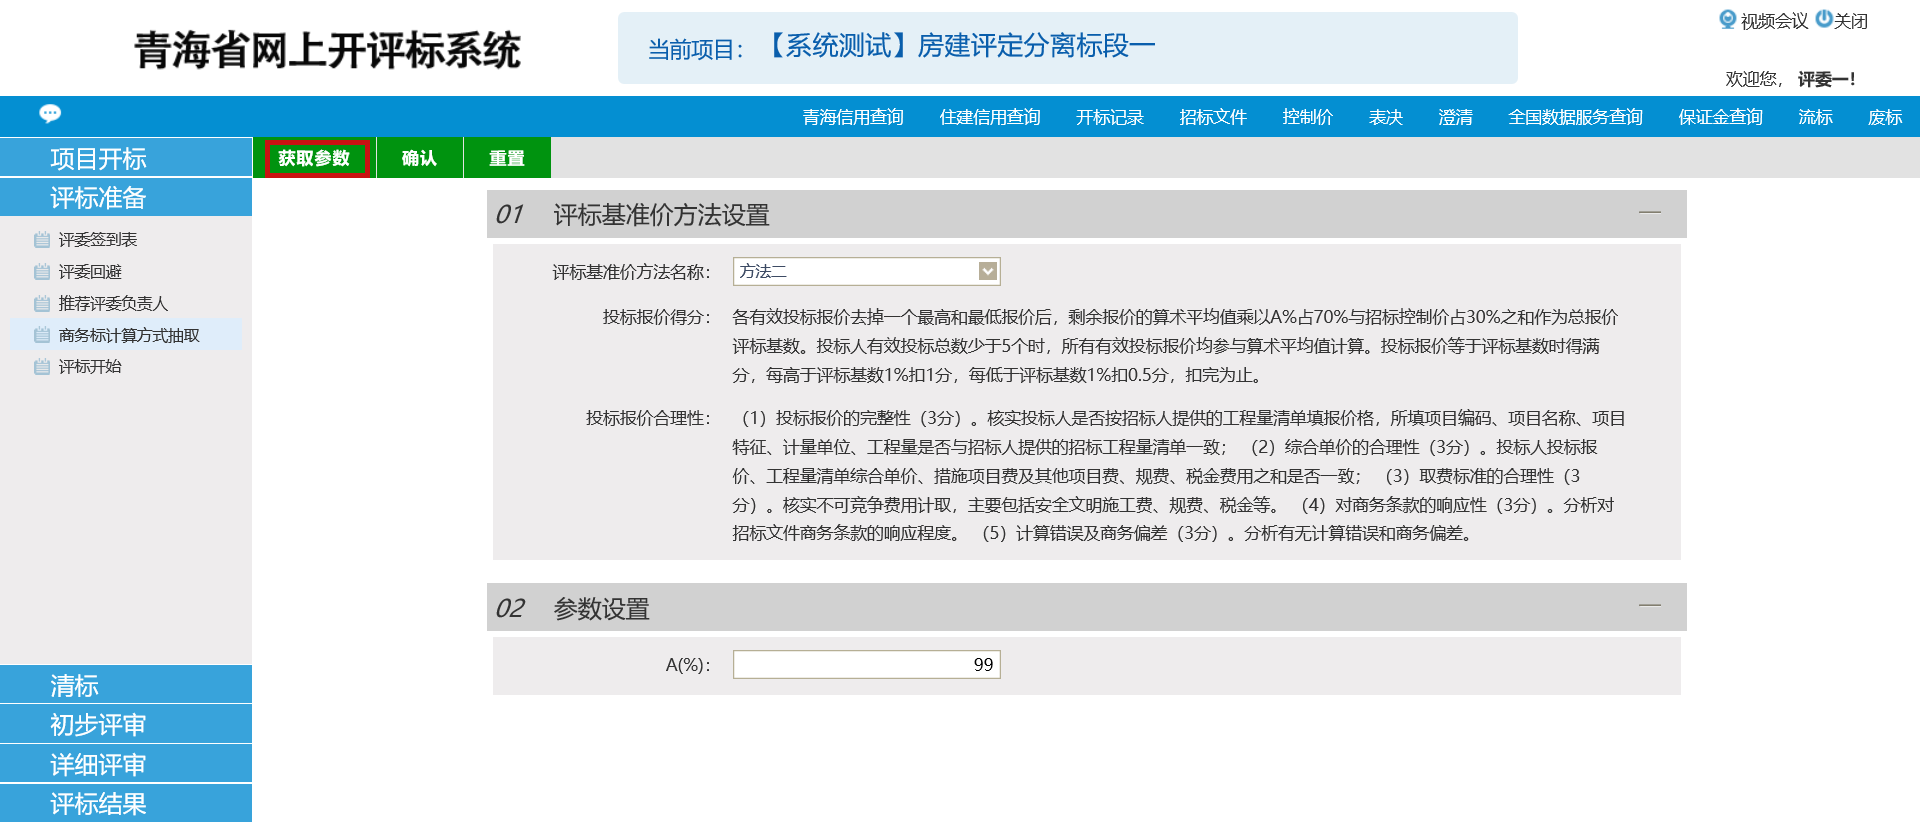 青海省网上开评标系统
当前项目：【系统测试】房建评定分离标段一
视频会议 关闭
欢迎您， 评委一！
青海信用查询 住建信用查询 开标记录 招标文件 控制价 表决 澄清 全国数据服务查询 保证金查询 流标 废标
项目开标
评标准备
评委签到表
评委回避
推荐评委负责人
商务标计算方式抽取
评标开始
清标
初步评审
详细评审
评标结果
获取参数 确认 重置
01 评标基准价方法设置
评标基准价方法名称： 方法二
投标报价得分： 各有效投标报价去掉一个最高和最低报价后，剩余报价的算术平均值乘以A%占70%与招标控制价占30%之和作为总报价
评标基数。投标人有效投标总数少于5个时，所有有效投标报价均参与算术平均值计算。投标报价等于评标基数时得满
分，每高于评标基数1%扣1分，每低于评标基数1%扣0.5分，扣完为止。
投标报价合理性： （1）投标报价的完整性（3分）。核实投标人是否按招标人提供的工程量清单填报价格，所填项目编码、项目名称、项目
特征、计量单位、工程量是否与招标人提供的招标工程量清单一致； （2）综合单价的合理性（3分）。投标人投标报
价、工程量清单综合单价、措施项目费及其他项目费、规费、税金费用之和是否一致； （3）取费标准的合理性（3
分）。核实不可竞争费用计取，主要包括安全文明施工费、规费、税金等。 （4）对商务条款的响应性（3分）。分析对
招标文件商务条款的响应程度。 （5）计算错误及商务偏差（3分）。分析有无计算错误和商务偏差。
02 参数设置
A(%)： 99